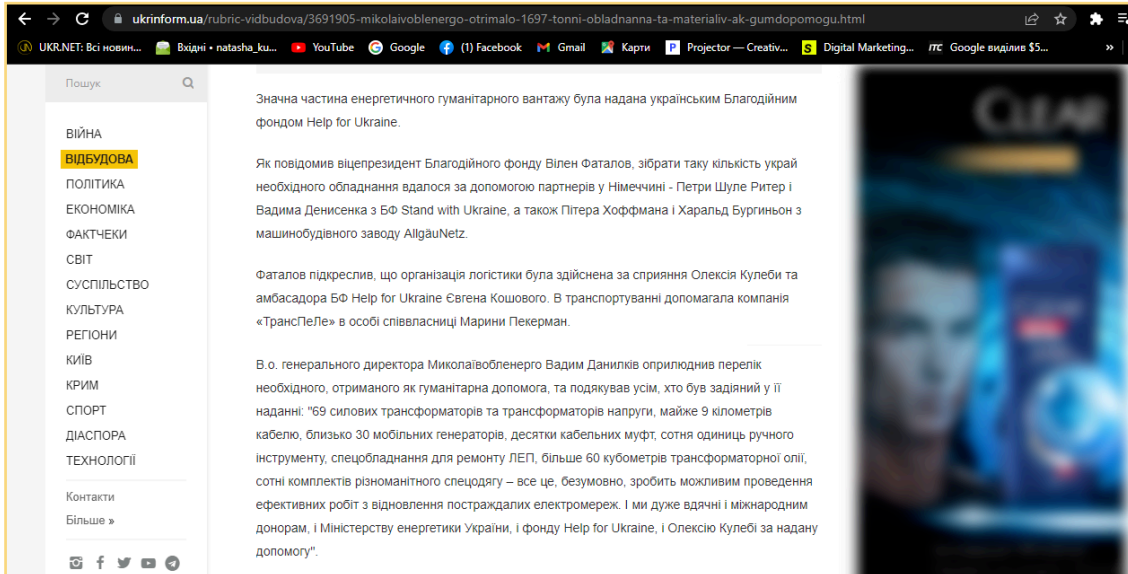 ukrinform.ua/rubric-vidbudova/3691905-mikolaivoblenergo-otrimalo-1697-tonni-obladnanna-ta-materialiv-ak-gumdopomogu.html
UKR.NET: Всі новин... Вхідні • natasha_ku... YouTube Google (1) Facebook Gmail Карти P Projector — Creativ... S Digital Marketing... ITC Google виділив $5... »
Пошук
ВІЙНА
ВІДБУДОВА
ПОЛІТИКА
ЕКОНОМІКА
ФАКТЧЕКИ
СВІТ
СУСПІЛЬСТВО
КУЛЬТУРА
РЕГІОНИ
КИЇВ
КРИМ
СПОРТ
ДІАСПОРА
ТЕХНОЛОГІЇ
Контакти
Більше »
Значна частина енергетичного гуманітарного вантажу була надана українським Благодійним
фондом Help for Ukraine.
Як повідомив віцепрезидент Благодійного фонду Вілен Фаталов, зібрати таку кількість украй
необхідного обладнання вдалося за допомогою партнерів у Німеччині - Петри Шуле Ритер і
Вадима Денисенка з БФ Stand with Ukraine, а також Пітера Хоффмана і Харальд Бургиньон з
машинобудівного заводу AllgäuNetz.
Фаталов підкреслив, що організація логістики була здійснена за сприяння Олексія Кулеби та
амбасадора БФ Help for Ukraine Євгена Кошового. В транспортуванні допомагала компанія
«ТрансПеЛе» в особі співвласниці Марини Пекерман.
В.о. генерального директора Миколаївобленерго Вадим Данилків оприлюднив перелік
необхідного, отриманого як гуманітарна допомога, та подякував усім, хто був задіяний у її
наданні: "69 силових трансформаторів та трансформаторів напруги, майже 9 кілометрів
кабелю, близько 30 мобільних генераторів, десятки кабельних муфт, сотня одиниць ручного
інструменту, спецобладнання для ремонту ЛЕП, більше 60 кубометрів трансформаторної олії,
сотні комплектів різноманітного спецодягу – все це, безумовно, зробить можливим проведення
ефективних робіт з відновлення постраждалих електромереж. І ми дуже вдячні і міжнародним
донорам, і Міністерству енергетики України, і фонду Help for Ukraine, і Олексію Кулебі за надану
допомогу".
CLEAR